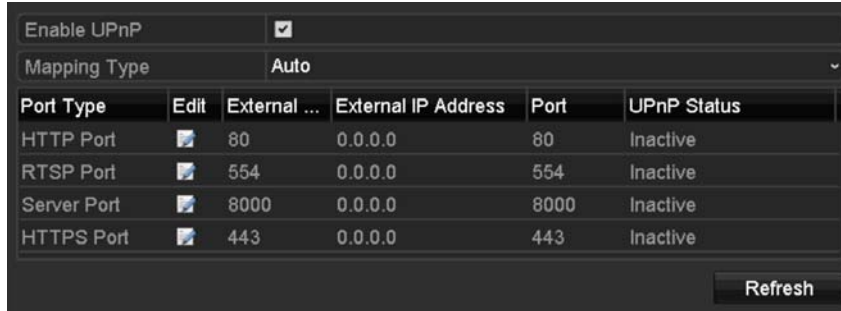 Enable UPnP
Mapping Type Auto
Port Type Edit External ... External IP Address Port UPnP Status
HTTP Port 80 0.0.0.0 80 Inactive
RTSP Port 554 0.0.0.0 554 Inactive
Server Port 8000 0.0.0.0 8000 Inactive
HTTPS Port 443 0.0.0.0 443 Inactive
Refresh